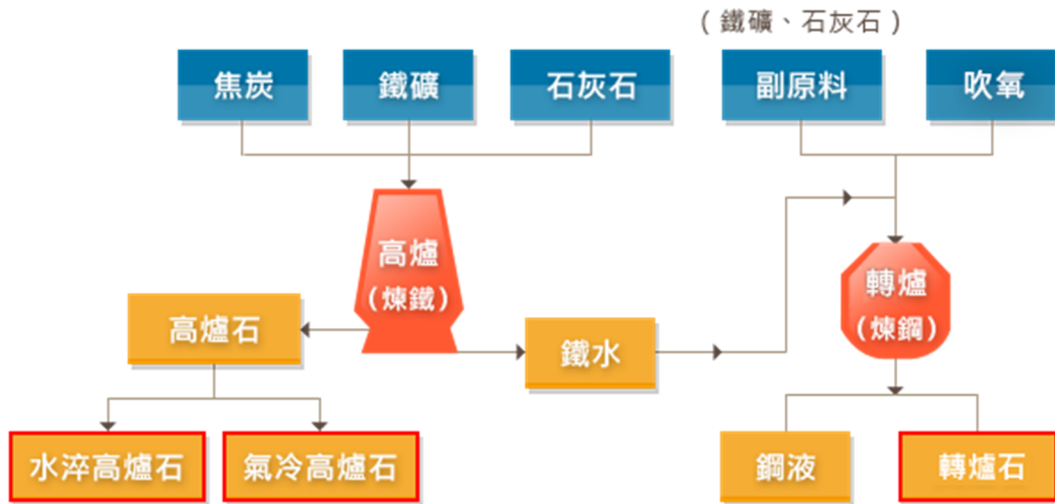 （鐵礦、石灰石）
焦炭
鐵礦
石灰石
副原料
吹氧
高爐
（煉鐵）
轉爐
（煉鋼）
高爐石
鐵水
水淬高爐石
氣冷高爐石
鋼液
轉爐石